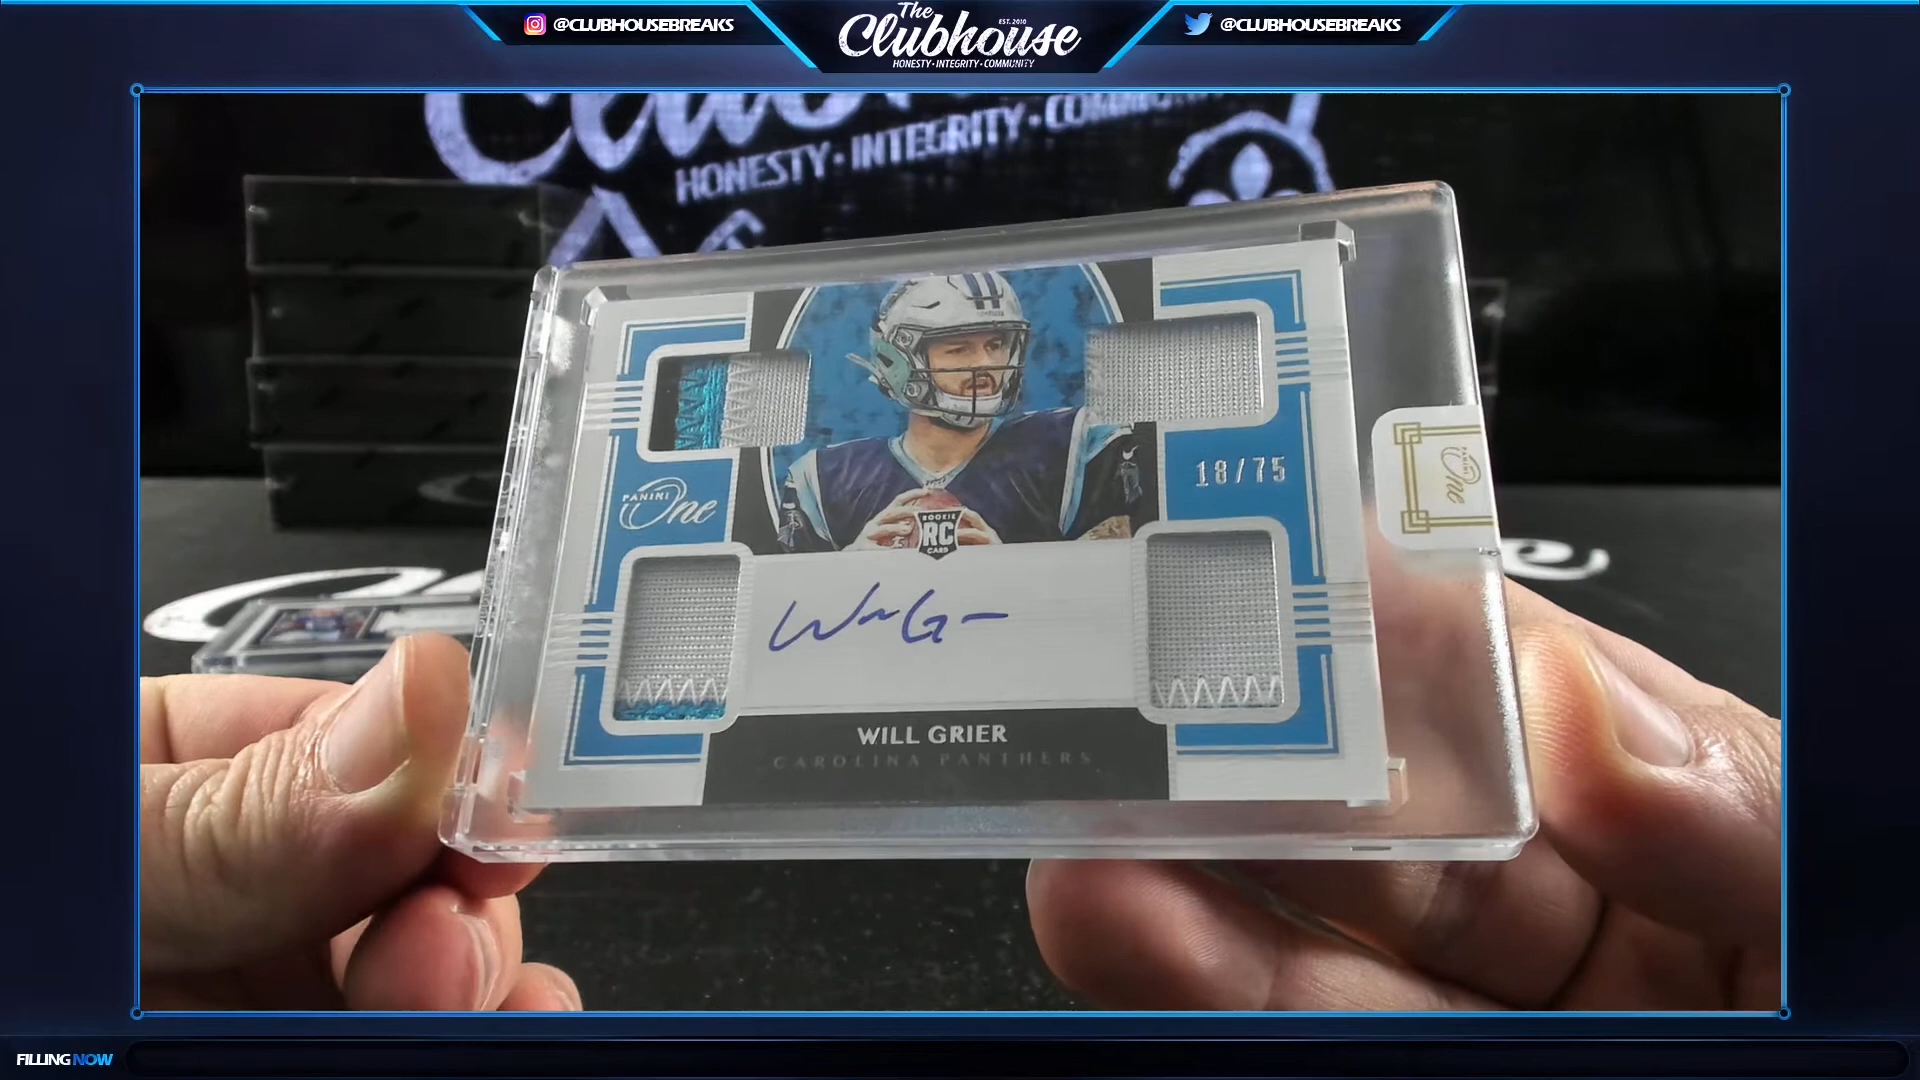 @CLUBHOUSEBREAKS
The
EST. 2010
Clubhouse
HONESTY • INTEGRITY • COMMUNITY
@CLUBHOUSEBREAKS
HONESTY • INTEGRITY •
18/75
PANINI
One
PANINI
One
ROOKIE
RC
CARD
WILL GRIER
CAROLINA PANTHERS
FILLING NOW